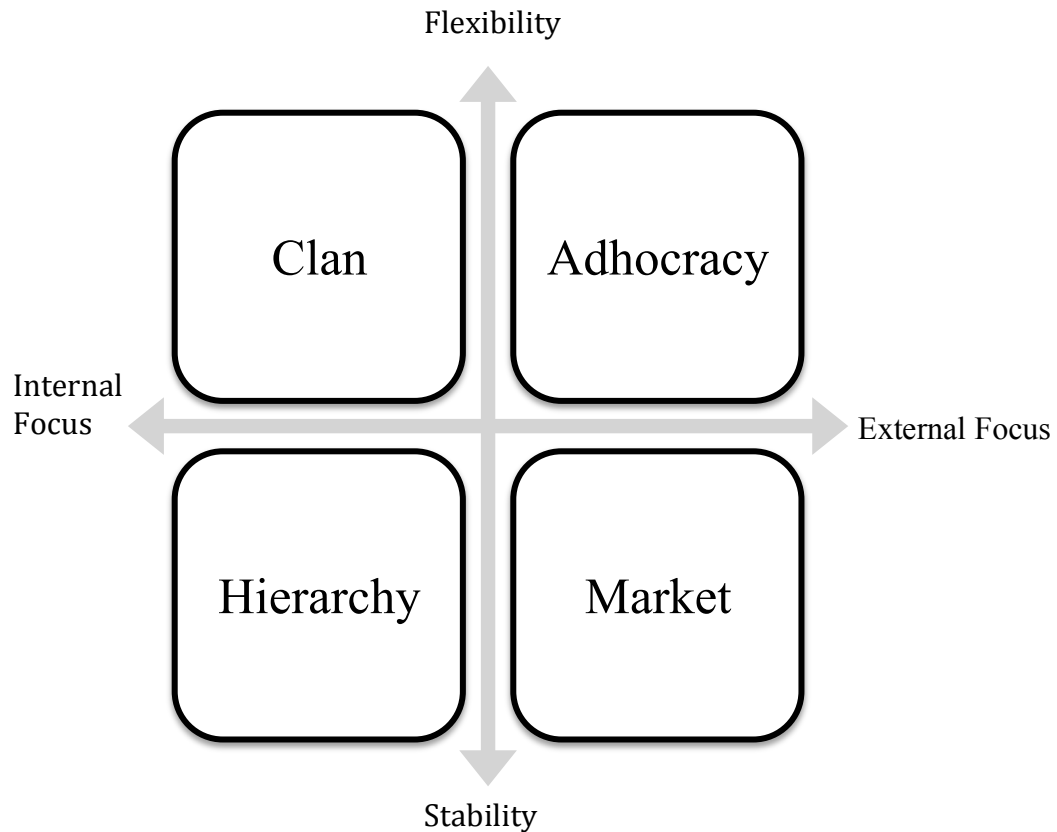 Flexibility
Clan
Adhocracy
Internal
Focus
External Focus
Hierarchy
Market
Stability